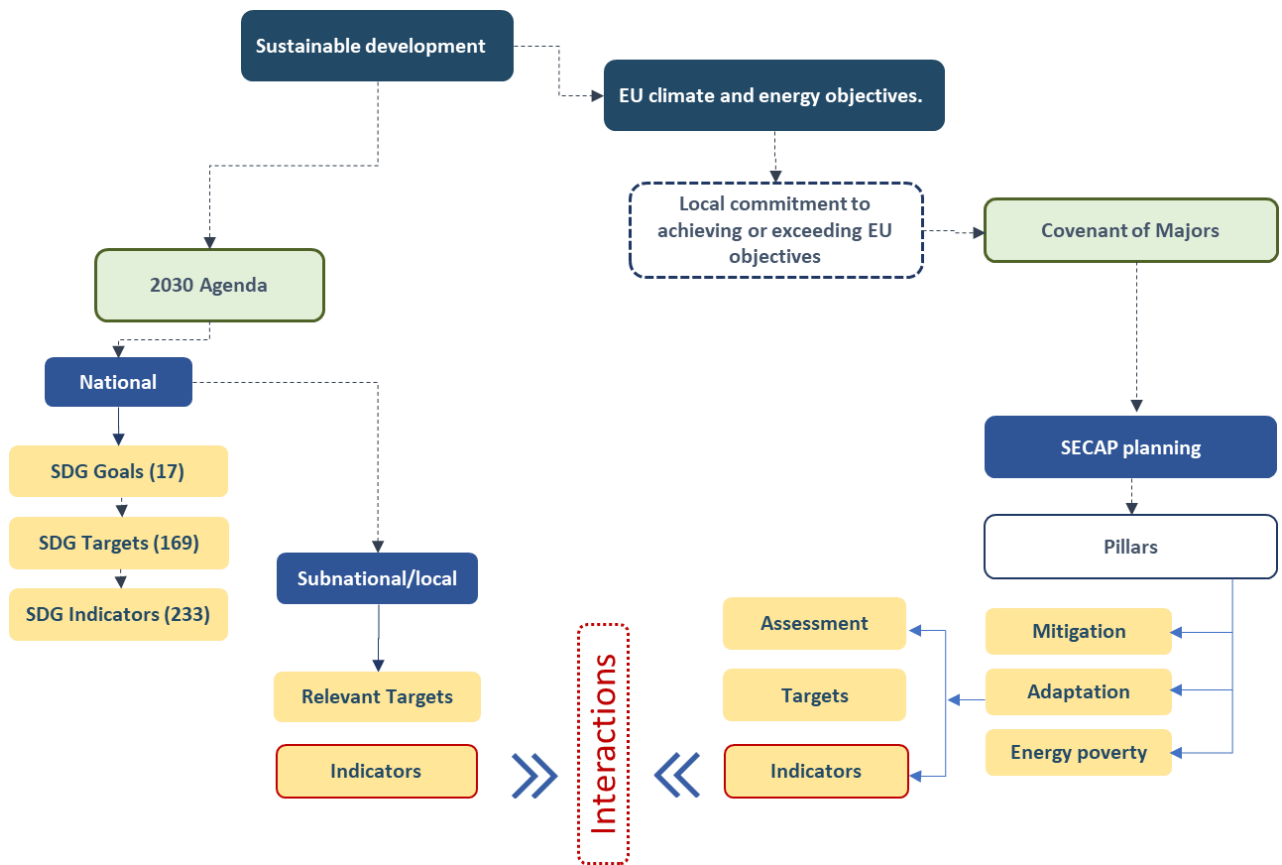 Sustainable development
EU climate and energy objectives.
Local commitment to
achieving or exceeding EU
objectives
Covenant of Majors
2030 Agenda
National
SDG Goals (17)
SDG Targets (169)
SDG Indicators (233)
Subnational/local
Relevant Targets
Indicators
Interactions
SECAP planning
Pillars
Mitigation
Adaptation
Energy poverty
Assessment
Targets
Indicators